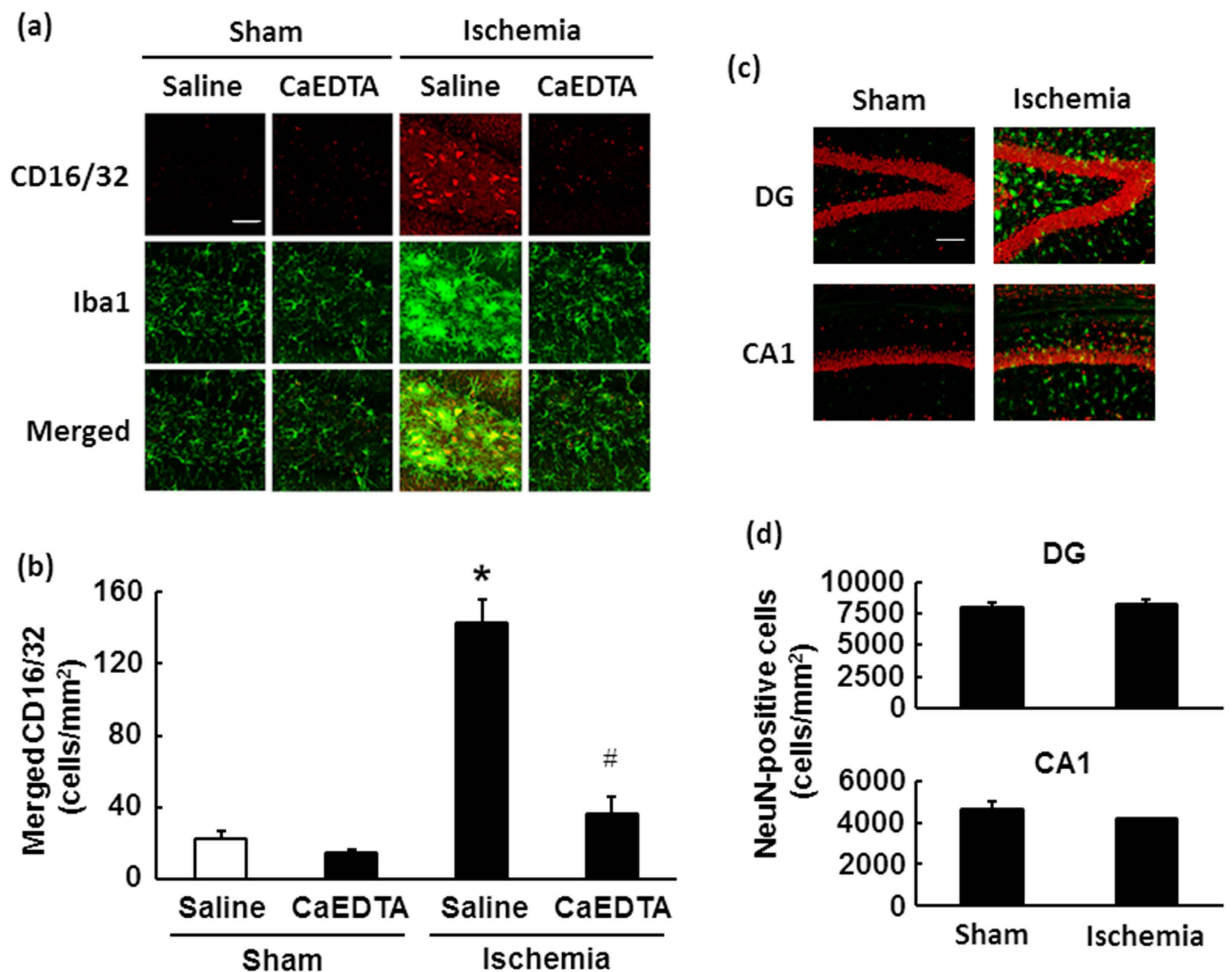 (a)
Sham Ischemia
Saline CaEDTA Saline CaEDTA
CD16/32
Iba1
Merged
(b)
Merged CD16/32
(cells/mm²)
160
120
80
40
0
*
#
Saline CaEDTA Saline CaEDTA
Sham Ischemia
(c)
Sham Ischemia
DG
CA1
(d)
NeuN-positive cells
(cells/mm²)
DG
10000
7500
5000
2500
0
CA1
6000
4000
2000
0
Sham Ischemia